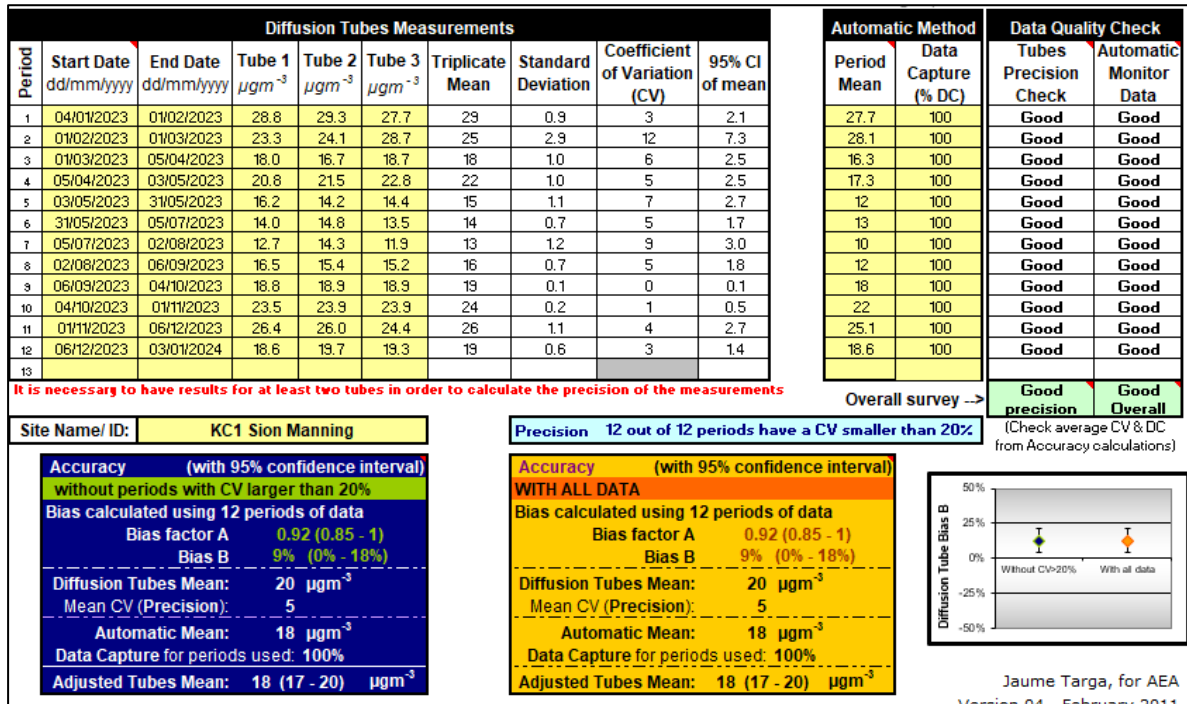 Diffusion Tubes Measurements Automatic Method Data Quality Check
Period Start Date dd/mm/yyyy End Date dd/mm/yyyy Tube 1 µgm-3 Tube 2 µgm-3 Tube 3 µgm-3 Triplicate Mean Standard Deviation Coefficient of Variation (CV) 95% CI of mean Period Mean Data Capture (% DC) Tubes Precision Check Automatic Monitor Data
1 04/01/2023 01/02/2023 28.8 29.3 27.7 29 0.9 3 2.1 27.7 100 Good Good
2 01/02/2023 01/03/2023 23.3 24.1 28.7 25 2.9 12 7.3 28.1 100 Good Good
3 01/03/2023 05/04/2023 18.0 16.7 18.7 18 1.0 6 2.5 16.3 100 Good Good
4 05/04/2023 03/05/2023 20.8 21.5 22.8 22 1.0 5 2.5 17.3 100 Good Good
5 03/05/2023 31/05/2023 16.2 14.2 14.4 15 1.1 7 2.7 12 100 Good Good
6 31/05/2023 05/07/2023 14.0 14.8 13.5 14 0.7 5 1.7 13 100 Good Good
7 05/07/2023 02/08/2023 12.7 14.3 11.9 13 1.2 9 3.0 10 100 Good Good
8 02/08/2023 06/09/2023 16.5 15.4 15.2 16 0.7 5 1.8 12 100 Good Good
9 06/09/2023 04/10/2023 18.8 18.9 18.9 19 0.1 0 0.1 18 100 Good Good
10 04/10/2023 01/11/2023 23.5 23.9 23.9 24 0.2 1 0.5 22 100 Good Good
11 01/11/2023 06/12/2023 26.4 26.0 24.4 26 1.1 4 2.7 25.1 100 Good Good
12 06/12/2023 03/01/2024 18.6 19.7 19.3 19 0.6 3 1.4 18.6 100 Good Good
13
It is necessary to have results for at least two tubes in order to calculate the precision of the measurements
Overall survey --> Good precision Good Overall
Site Name/ ID: KC1 Sion Manning
Precision 12 out of 12 periods have a CV smaller than 20%
(Check average CV & DC
from Accuracy calculations)
Accuracy (with 95% confidence interval)
without periods with CV larger than 20%
Bias calculated using 12 periods of data
Bias factor A 0.92 (0.85 - 1)
Bias B 9% (0% - 18%)
Diffusion Tubes Mean: 20 µgm-3
Mean CV (Precision): 5
Automatic Mean: 18 µgm-3
Data Capture for periods used: 100%
Adjusted Tubes Mean: 18 (17 - 20) µgm-3
Accuracy (with 95% confidence interval)
WITH ALL DATA
Bias calculated using 12 periods of data
Bias factor A 0.92 (0.85 - 1)
Bias B 9% (0% - 18%)
Diffusion Tubes Mean: 20 µgm-3
Mean CV (Precision): 5
Automatic Mean: 18 µgm-3
Data Capture for periods used: 100%
Adjusted Tubes Mean: 18 (17 - 20) µgm-3
Diffusion Tube Bias B
50%
25%
0%
-25%
-50%
Without CV>20% With all data
Jaume Targa, for AEA
Version 04 - February 2011